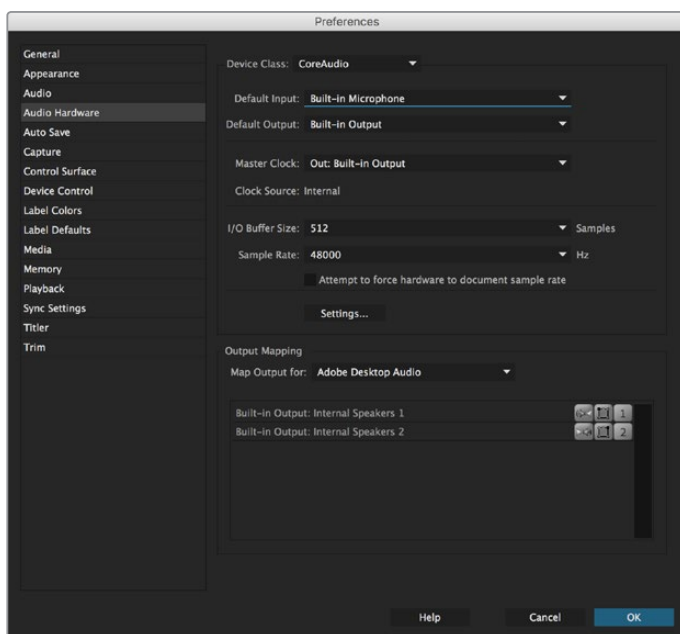 Preferences
General
Appearance
Audio
Audio Hardware
Auto Save
Capture
Control Surface
Device Control
Label Colors
Label Defaults
Media
Memory
Playback
Sync Settings
Titler
Trim
Device Class: CoreAudio
Default Input: Built-in Microphone
Default Output: Built-in Output
Master Clock: Out: Built-in Output
Clock Source: Internal
I/O Buffer Size: 512 Samples
Sample Rate: 48000 Hz
Attempt to force hardware to document sample rate
Settings...
Output Mapping
Map Output for: Adobe Desktop Audio
Built-in Output: Internal Speakers 1 1
Built-in Output: Internal Speakers 2 2
Help Cancel OK